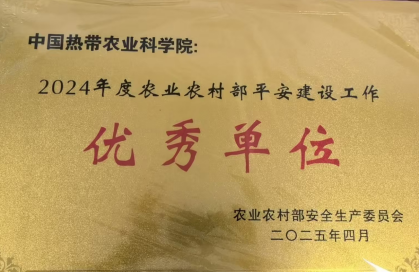 中国热带农业科学院:
2024年度农业农村部平安建设工作
优秀单位
农业农村部安全生产委员会
二〇二五年四月